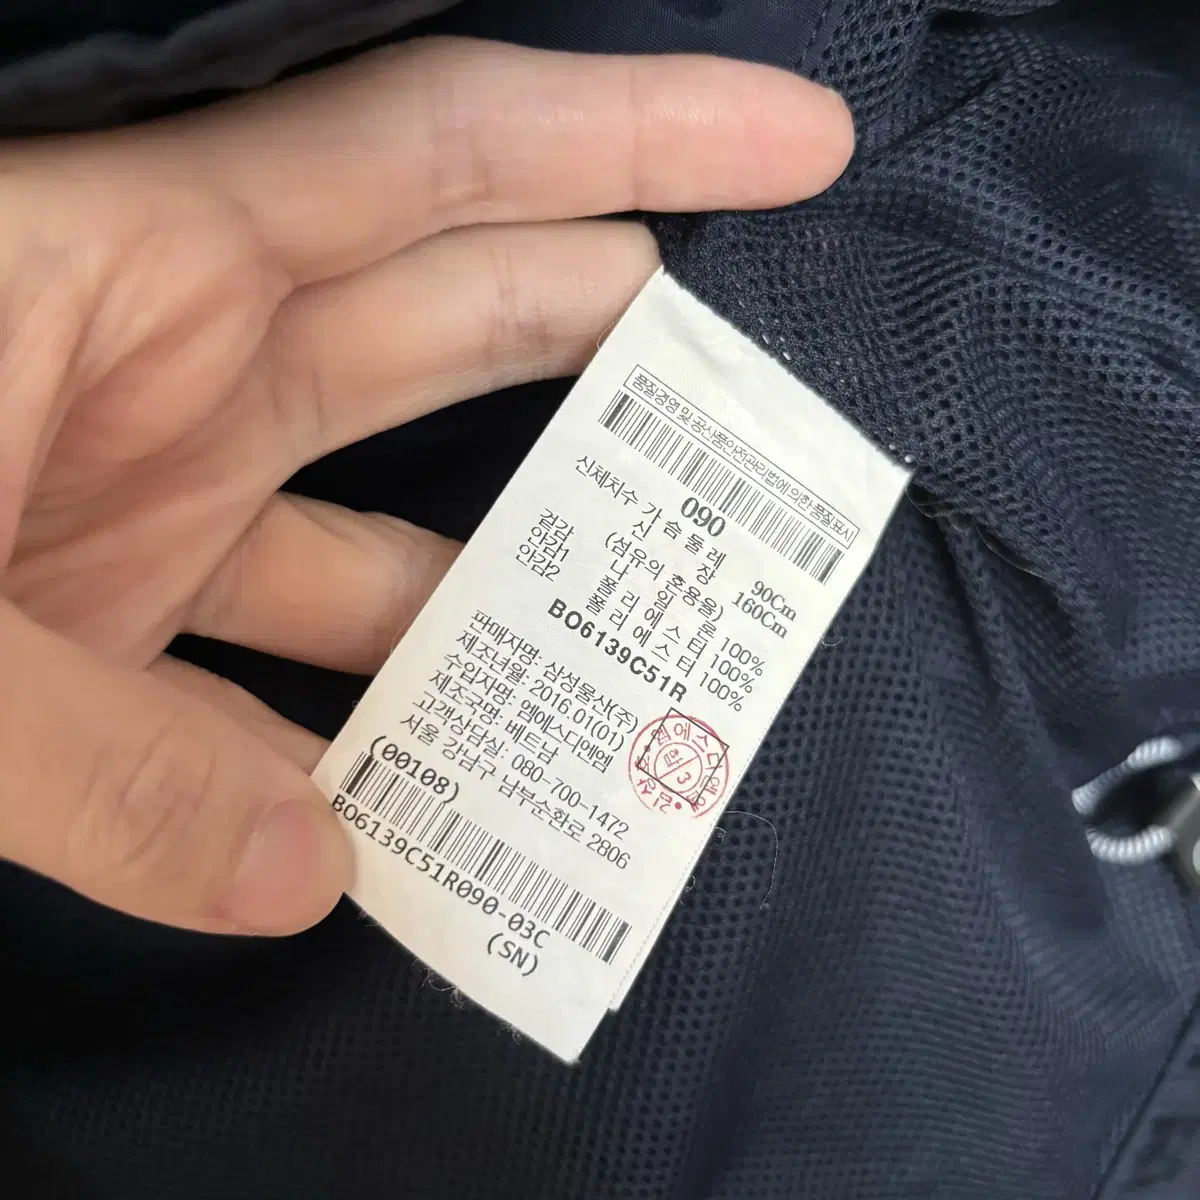 품질경영 및 공산품안전관리법에 의한 품질표시
090
신체치수 가슴둘레 90Cm
신장 160Cm
(섬유의 혼용율)
겉감 나일론 100%
안감1 폴리에스터 100%
안감2 폴리에스터 100%
BO6139C51R
판매자명: 삼성물산(주)
제조년월: 2016.01(01)
수입자명: 엠에스디엔엠
제조국명: 베트남
고객상담실: 080-700-1472
서울 강남구 남부순환로 2806
(00108)
BO6139C51R090-03C
(SN)